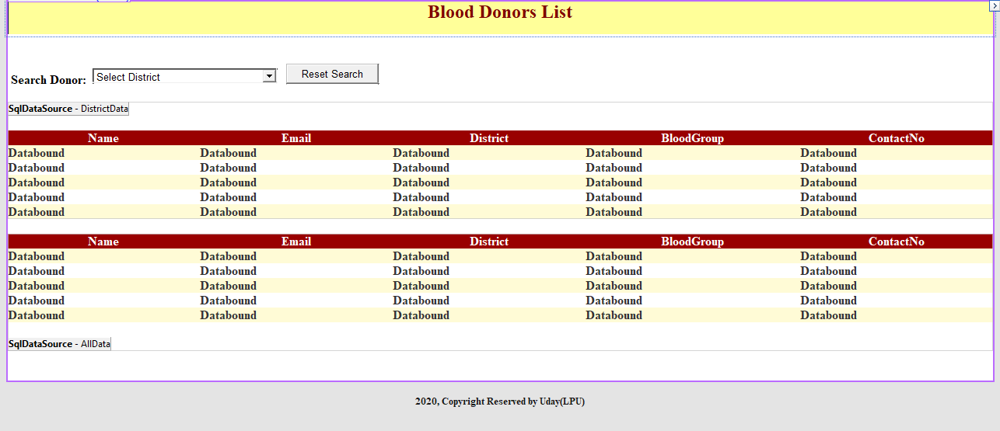 Blood Donors List
Search Donor: Select District Reset Search
SqlDataSource - DistrictData
Name Email District BloodGroup ContactNo
Databound Databound Databound Databound Databound
Databound Databound Databound Databound Databound
Databound Databound Databound Databound Databound
Databound Databound Databound Databound Databound
Databound Databound Databound Databound Databound
Name Email District BloodGroup ContactNo
Databound Databound Databound Databound Databound
Databound Databound Databound Databound Databound
Databound Databound Databound Databound Databound
Databound Databound Databound Databound Databound
Databound Databound Databound Databound Databound
SqlDataSource - AllData
2020, Copyright Reserved by Uday(LPU)